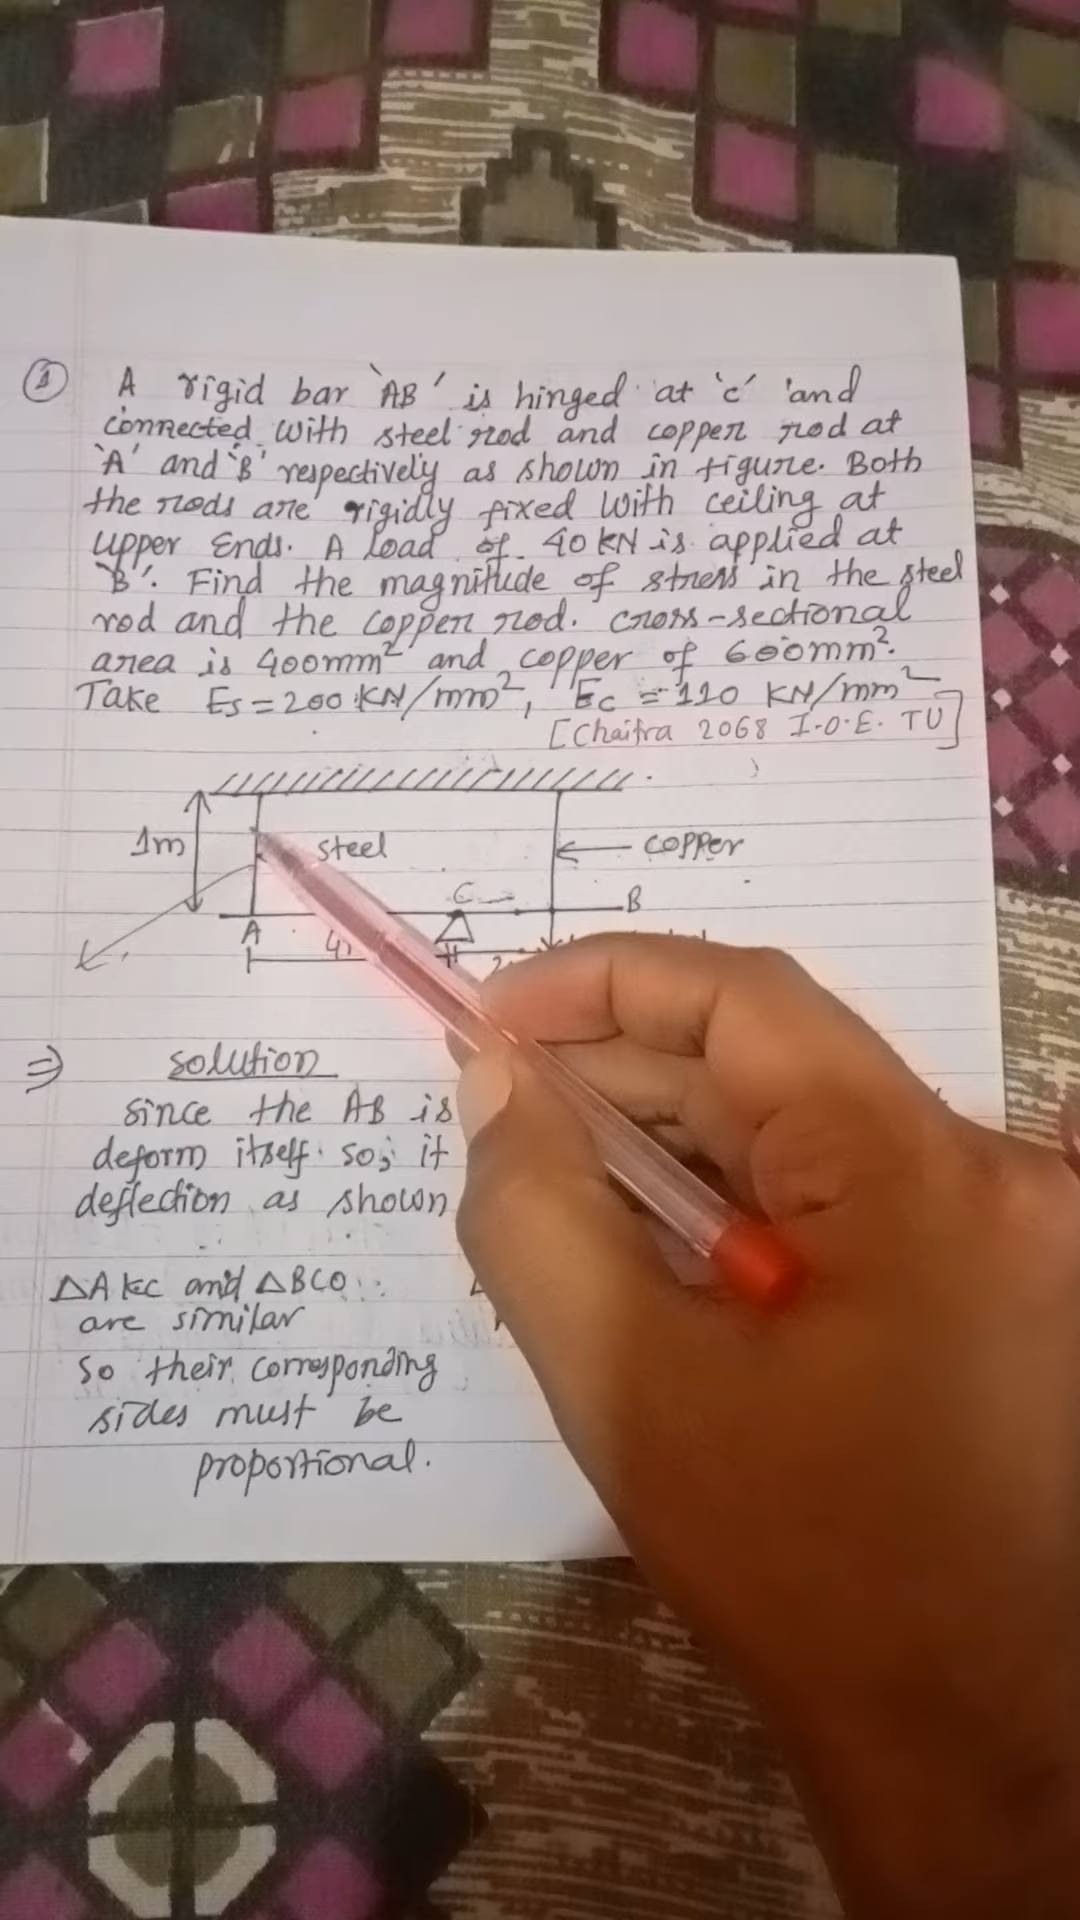 ① A rigid bar `AB' is hinged at 'c' 'and
connected with steel rod and copper rod at
`A' and `B' respectively as shown in figure. Both
the rods are rigidly fixed with ceiling at
upper Ends. A load of 40 KN is applied at
`B'. Find the magnitude of stress in the steel
rod and the copper rod. cross-sectional
area is 400mm² and copper of 600mm².
Take Es = 200 KN/mm², Ec = 110 KN/mm²
[Chaitra 2068 I.O.E. TU]
1m
steel
copper
C
B
A
⇒ solution
since the AB is
deform itself. so, it
deflection as shown
△AKC and △BCO
are similar
so their corresponding
sides must be
proportional.